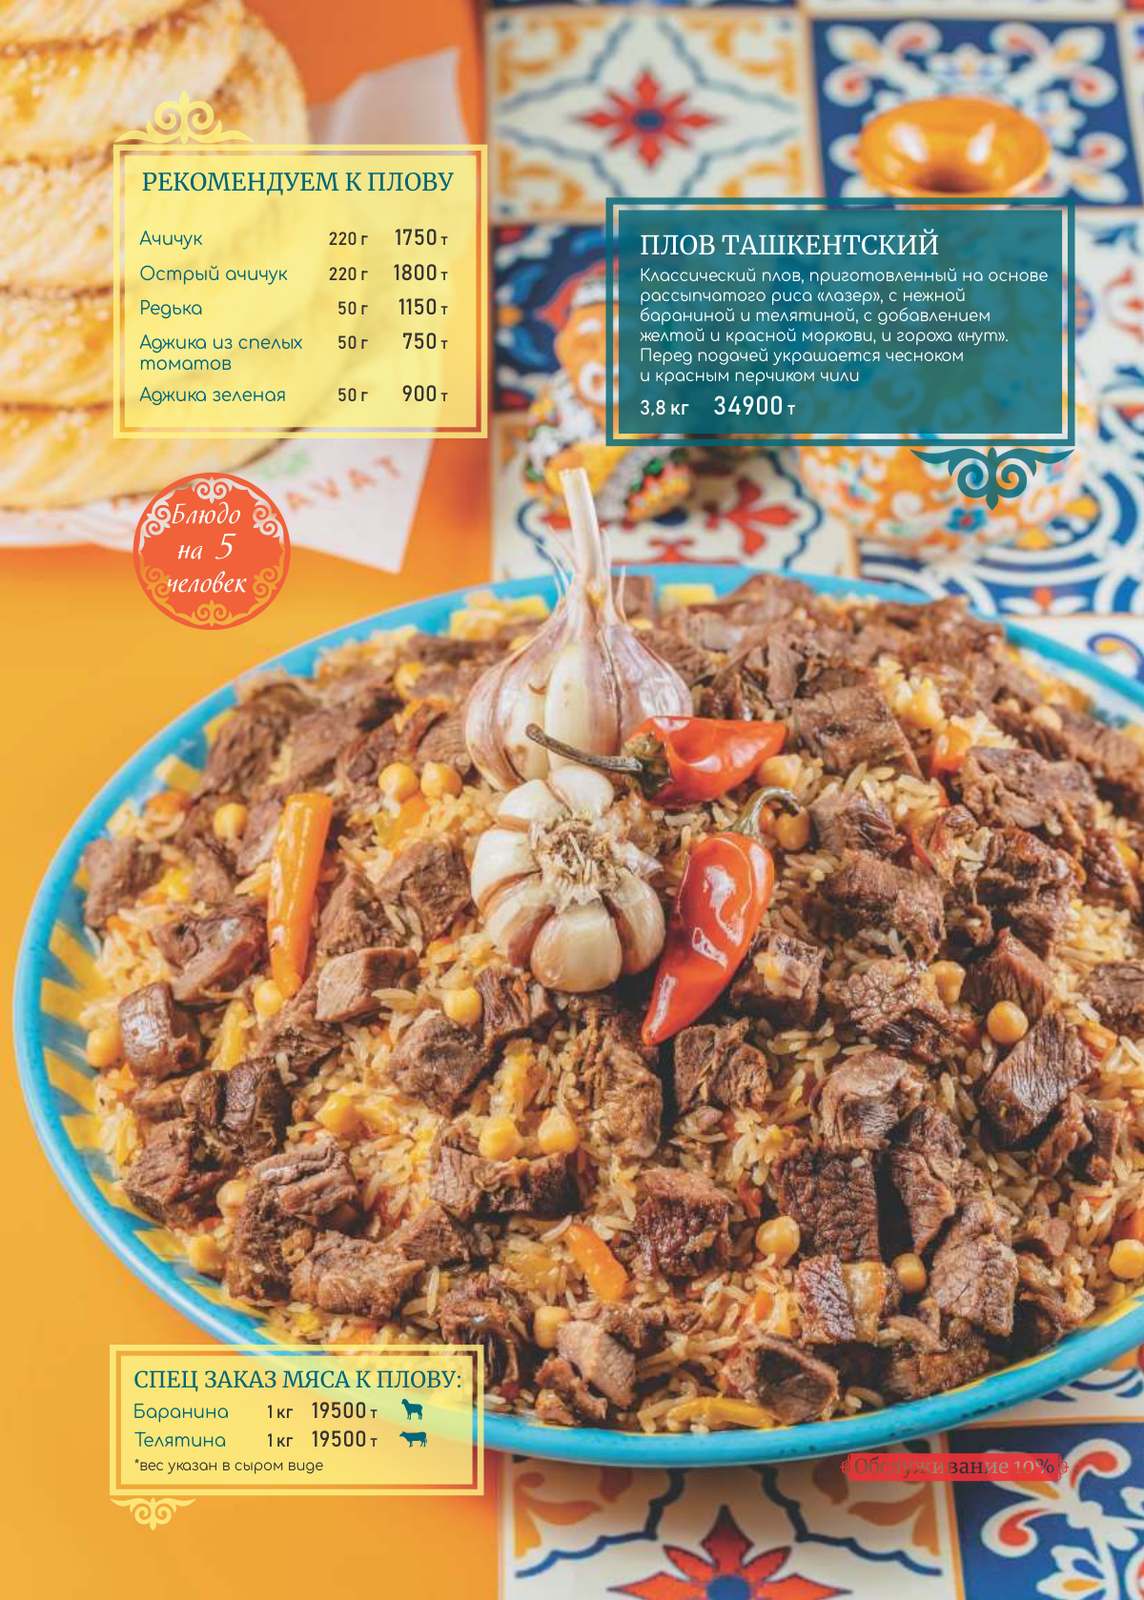 РЕКОМЕНДУЕМ К ПЛОВУ
Ачичук 220 г 1750 т
Острый ачичук 220 г 1800 т
Редька 50 г 1150 т
Аджика из спелых 50 г 750 т
томатов
Аджика зеленая 50 г 900 т
ПЛОВ ТАШКЕНТСКИЙ
Классический плов, приготовленный на основе
рассыпчатого риса «лазер», с нежной
бараниной и телятиной, с добавлением
желтой и красной моркови, и гороха «нут».
Перед подачей украшается чесноком
и красным перчиком чили
3,8 кг 34900 т
AVAT
Блюдо
на 5
человек
СПЕЦ ЗАКАЗ МЯСА К ПЛОВУ:
Баранина 1 кг 19500 т
Телятина 1 кг 19500 т
*вес указан в сыром виде
Обслуживание 10%